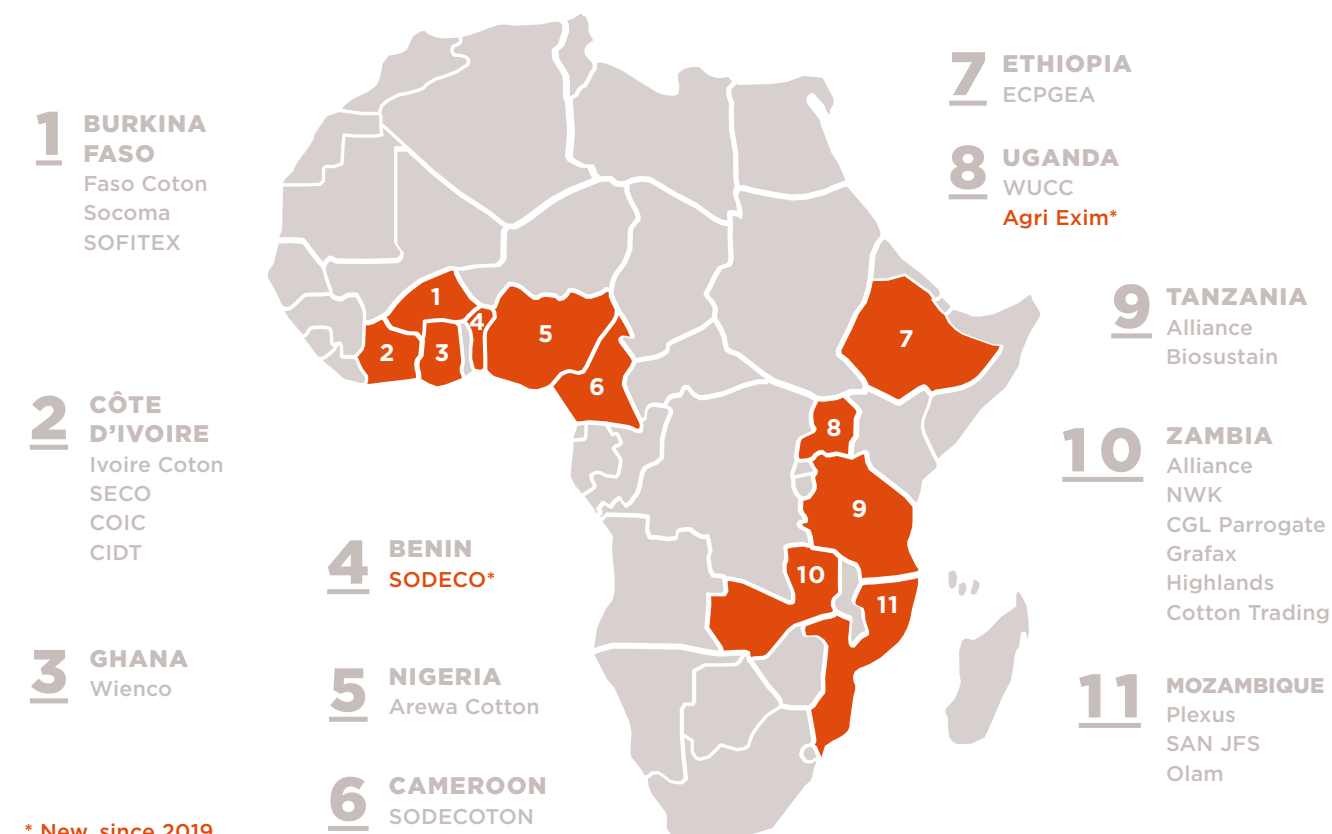 1
BURKINA
FASO
Faso Coton
Socoma
SOFITEX
2
CÔTE
D'IVOIRE
Ivoire Coton
SECO
COIC
CIDT
3
GHANA
Wienco
4
BENIN
SODECO*
5
NIGERIA
Arewa Cotton
6
CAMEROON
SODECOTON
7
ETHIOPIA
ECPGEA
8
UGANDA
WUCC
Agri Exim*
9
TANZANIA
Alliance
Biosustain
10
ZAMBIA
Alliance
NWK
CGL Parrogate
Grafax
Highlands
Cotton Trading
11
MOZAMBIQUE
Plexus
SAN JFS
Olam
1
2
3
4
5
6
7
8
9
10
11
* New, since 2019